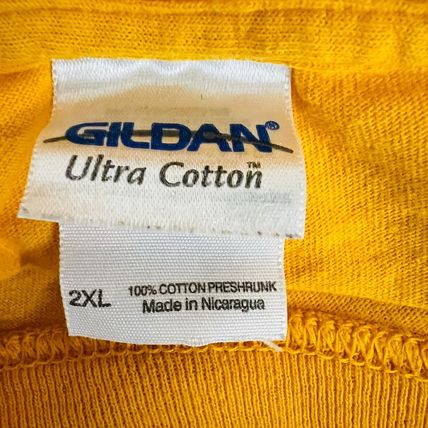 GILDAN®
Ultra Cotton™
2XL
100% COTTON PRESHRUNK
Made in Nicaragua